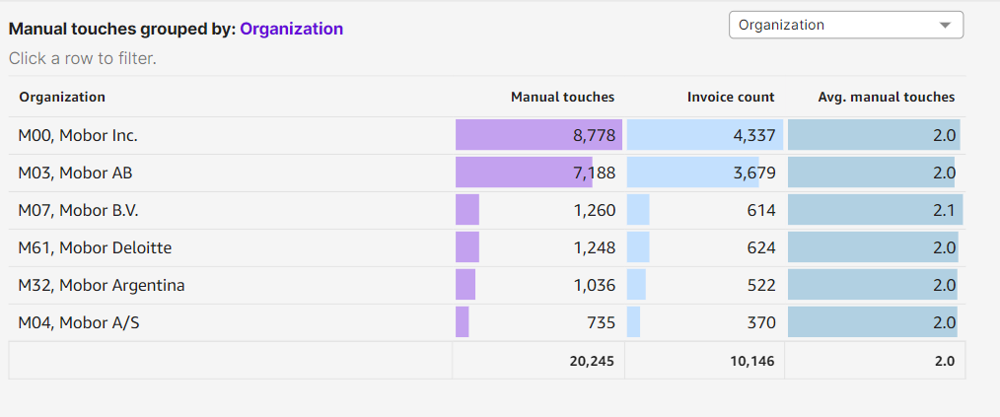 Manual touches grouped by: Organization
Organization
Click a row to filter.
Organization Manual touches Invoice count Avg. manual touches
M00, Mobor Inc. 8,778 4,337 2.0
M03, Mobor AB 7,188 3,679 2.0
M07, Mobor B.V. 1,260 614 2.1
M61, Mobor Deloitte 1,248 624 2.0
M32, Mobor Argentina 1,036 522 2.0
M04, Mobor A/S 735 370 2.0
20,245 10,146 2.0